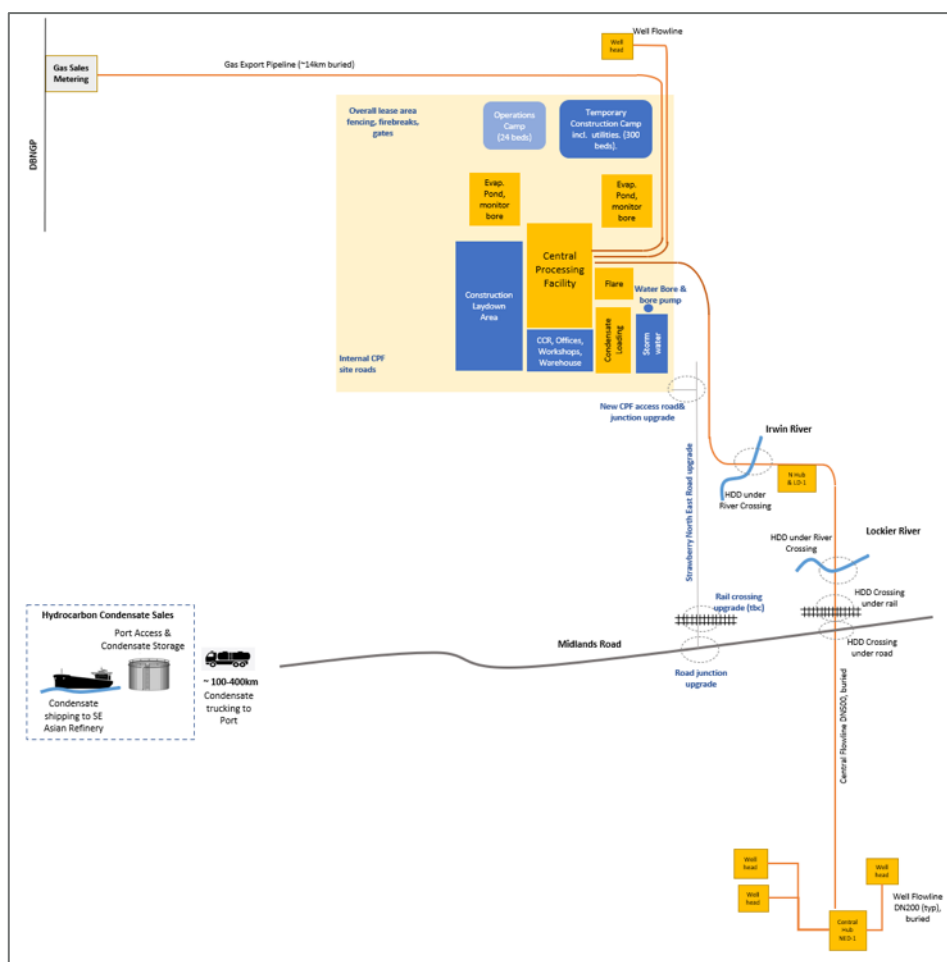 Well
head
Well Flowline
DBNGP
Gas Sales
Metering
Gas Export Pipeline (~14km buried)
Overall lease area
fencing, firebreaks,
gates
Operations
Camp
(24 beds)
Temporary
Construction Camp
incl. utilities. (300
beds).
Evap.
Pond,
monitor
bore
Evap.
Pond,
monitor
bore
Central
Processing
Facility
Construction
Laydown
Area
Flare
Water Bore &
bore pump
CCR, Offices,
Workshops,
Warehouse
Condensate
Loading
Storm
water
Internal CPF
site roads
New CPF access road&
junction upgrade
Strawberry North East Road upgrade
Irwin River
N Hub
& LD-1
HDD under
River Crossing
Lockier River
HDD under River
Crossing
HDD Crossing
under rail
Rail crossing
upgrade (tbc)
HDD Crossing
under road
Midlands Road
Road junction
upgrade
Hydrocarbon Condensate Sales
Port Access &
Condensate Storage
Condensate
shipping to SE
Asian Refinery
~ 100-400km
Condensate
trucking to
Port
Central Flowline DN500, buried
Well
head
Well
head
Well
head
Well Flowline
DN200 (typ),
buried
Central
Hub
NED-1